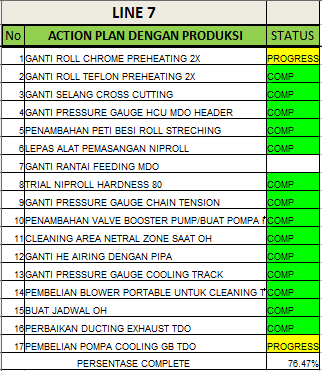 LINE 7
No ACTION PLAN DENGAN PRODUKSI STATUS
1 GANTI ROLL CHROME PREHEATING 2X PROGRESS
2 GANTI ROLL TEFLON PREHEATING 2X COMP
3 GANTI SELANG CROSS CUTTING COMP
4 GANTI PRESSURE GAUGE HCU MDO HEADER COMP
5 PENAMBAHAN PETI BESI ROLL STRECHING COMP
6 LEPAS ALAT PEMASANGAN NIPROLL COMP
7 GANTI RANTAI FEEDING MDO
8 TRIAL NIPROLL HARDNESS 80 COMP
9 GANTI PRESSURE GAUGE CHAIN TENSION COMP
10 PENAMBAHAN VALVE BOOSTER PUMP/BUAT POMPA COMP
11 CLEANING AREA NETRAL ZONE SAAT OH COMP
12 GANTI HE AIRING DENGAN PIPA COMP
13 GANTI PRESSURE GAUGE COOLING TRACK COMP
14 PEMBELIAN BLOWER PORTABLE UNTUK CLEANING COMP
15 BUAT JADWAL OH COMP
16 PERBAIKAN DUCTING EXHAUST TDO COMP
17 PEMBELIAN POMPA COOLING GB TDO PROGRESS
PERSENTASE COMPLETE 76.47%